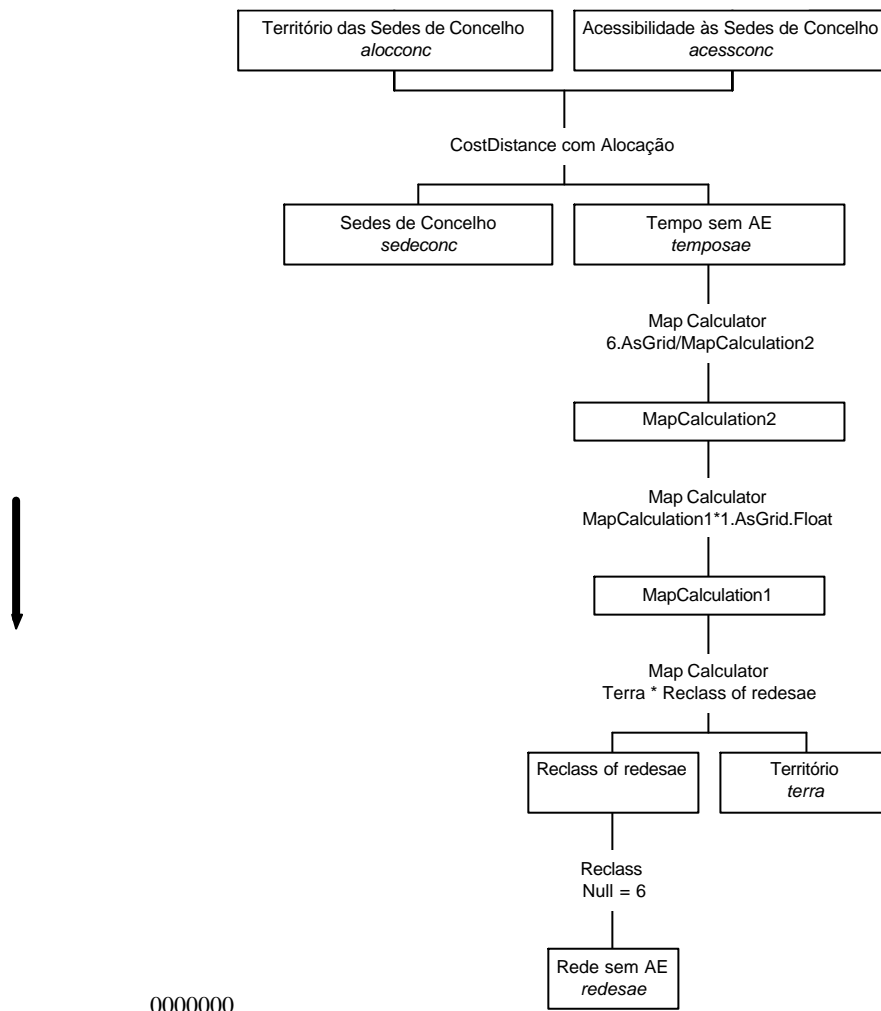 Território das Sedes de Concelho
alocconc
Acessibilidade às Sedes de Concelho
acessconc
CostDistance com Alocação
Sedes de Concelho
sedeconc
Tempo sem AE
temposae
Map Calculator
6.AsGrid/MapCalculation2
MapCalculation2
Map Calculator
MapCalculation1*1.AsGrid.Float
MapCalculation1
Map Calculator
Terra * Reclass of redesae
Reclass of redesae
Território
terra
Reclass
Null = 6
Rede sem AE
redesae
0000000